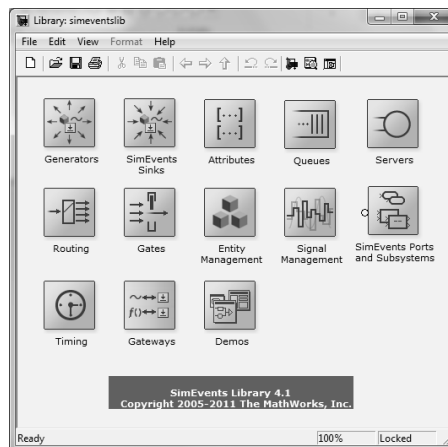 Library: simeventslib
File Edit View Format Help
Generators
SimEvents
Sinks
Attributes
Queues
Servers
Routing
Gates
Entity
Management
Signal
Management
SimEvents Ports
and Subsystems
Timing
Gateways
Demos
SimEvents Library 4.1
Copyright 2005-2011 The MathWorks, Inc.
Ready 100% Locked